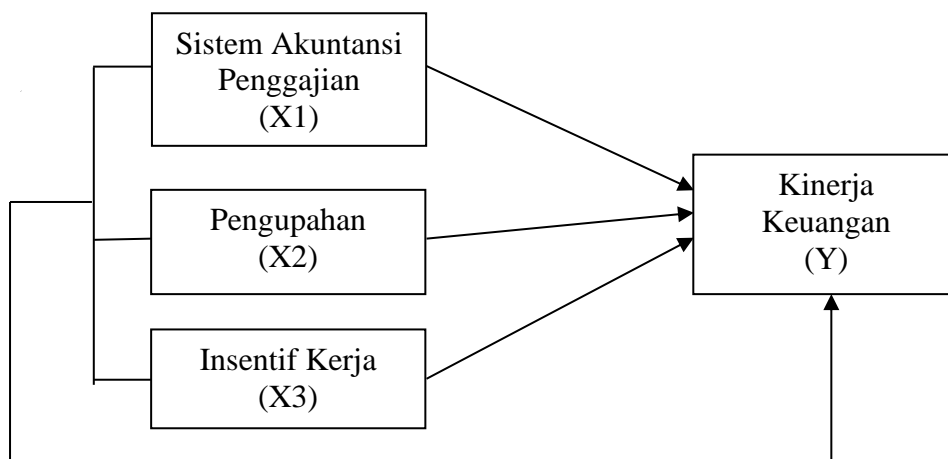 Sistem Akuntansi
Penggajian
(X1)
Pengupahan
(X2)
Insentif Kerja
(X3)
Kinerja
Keuangan
(Y)